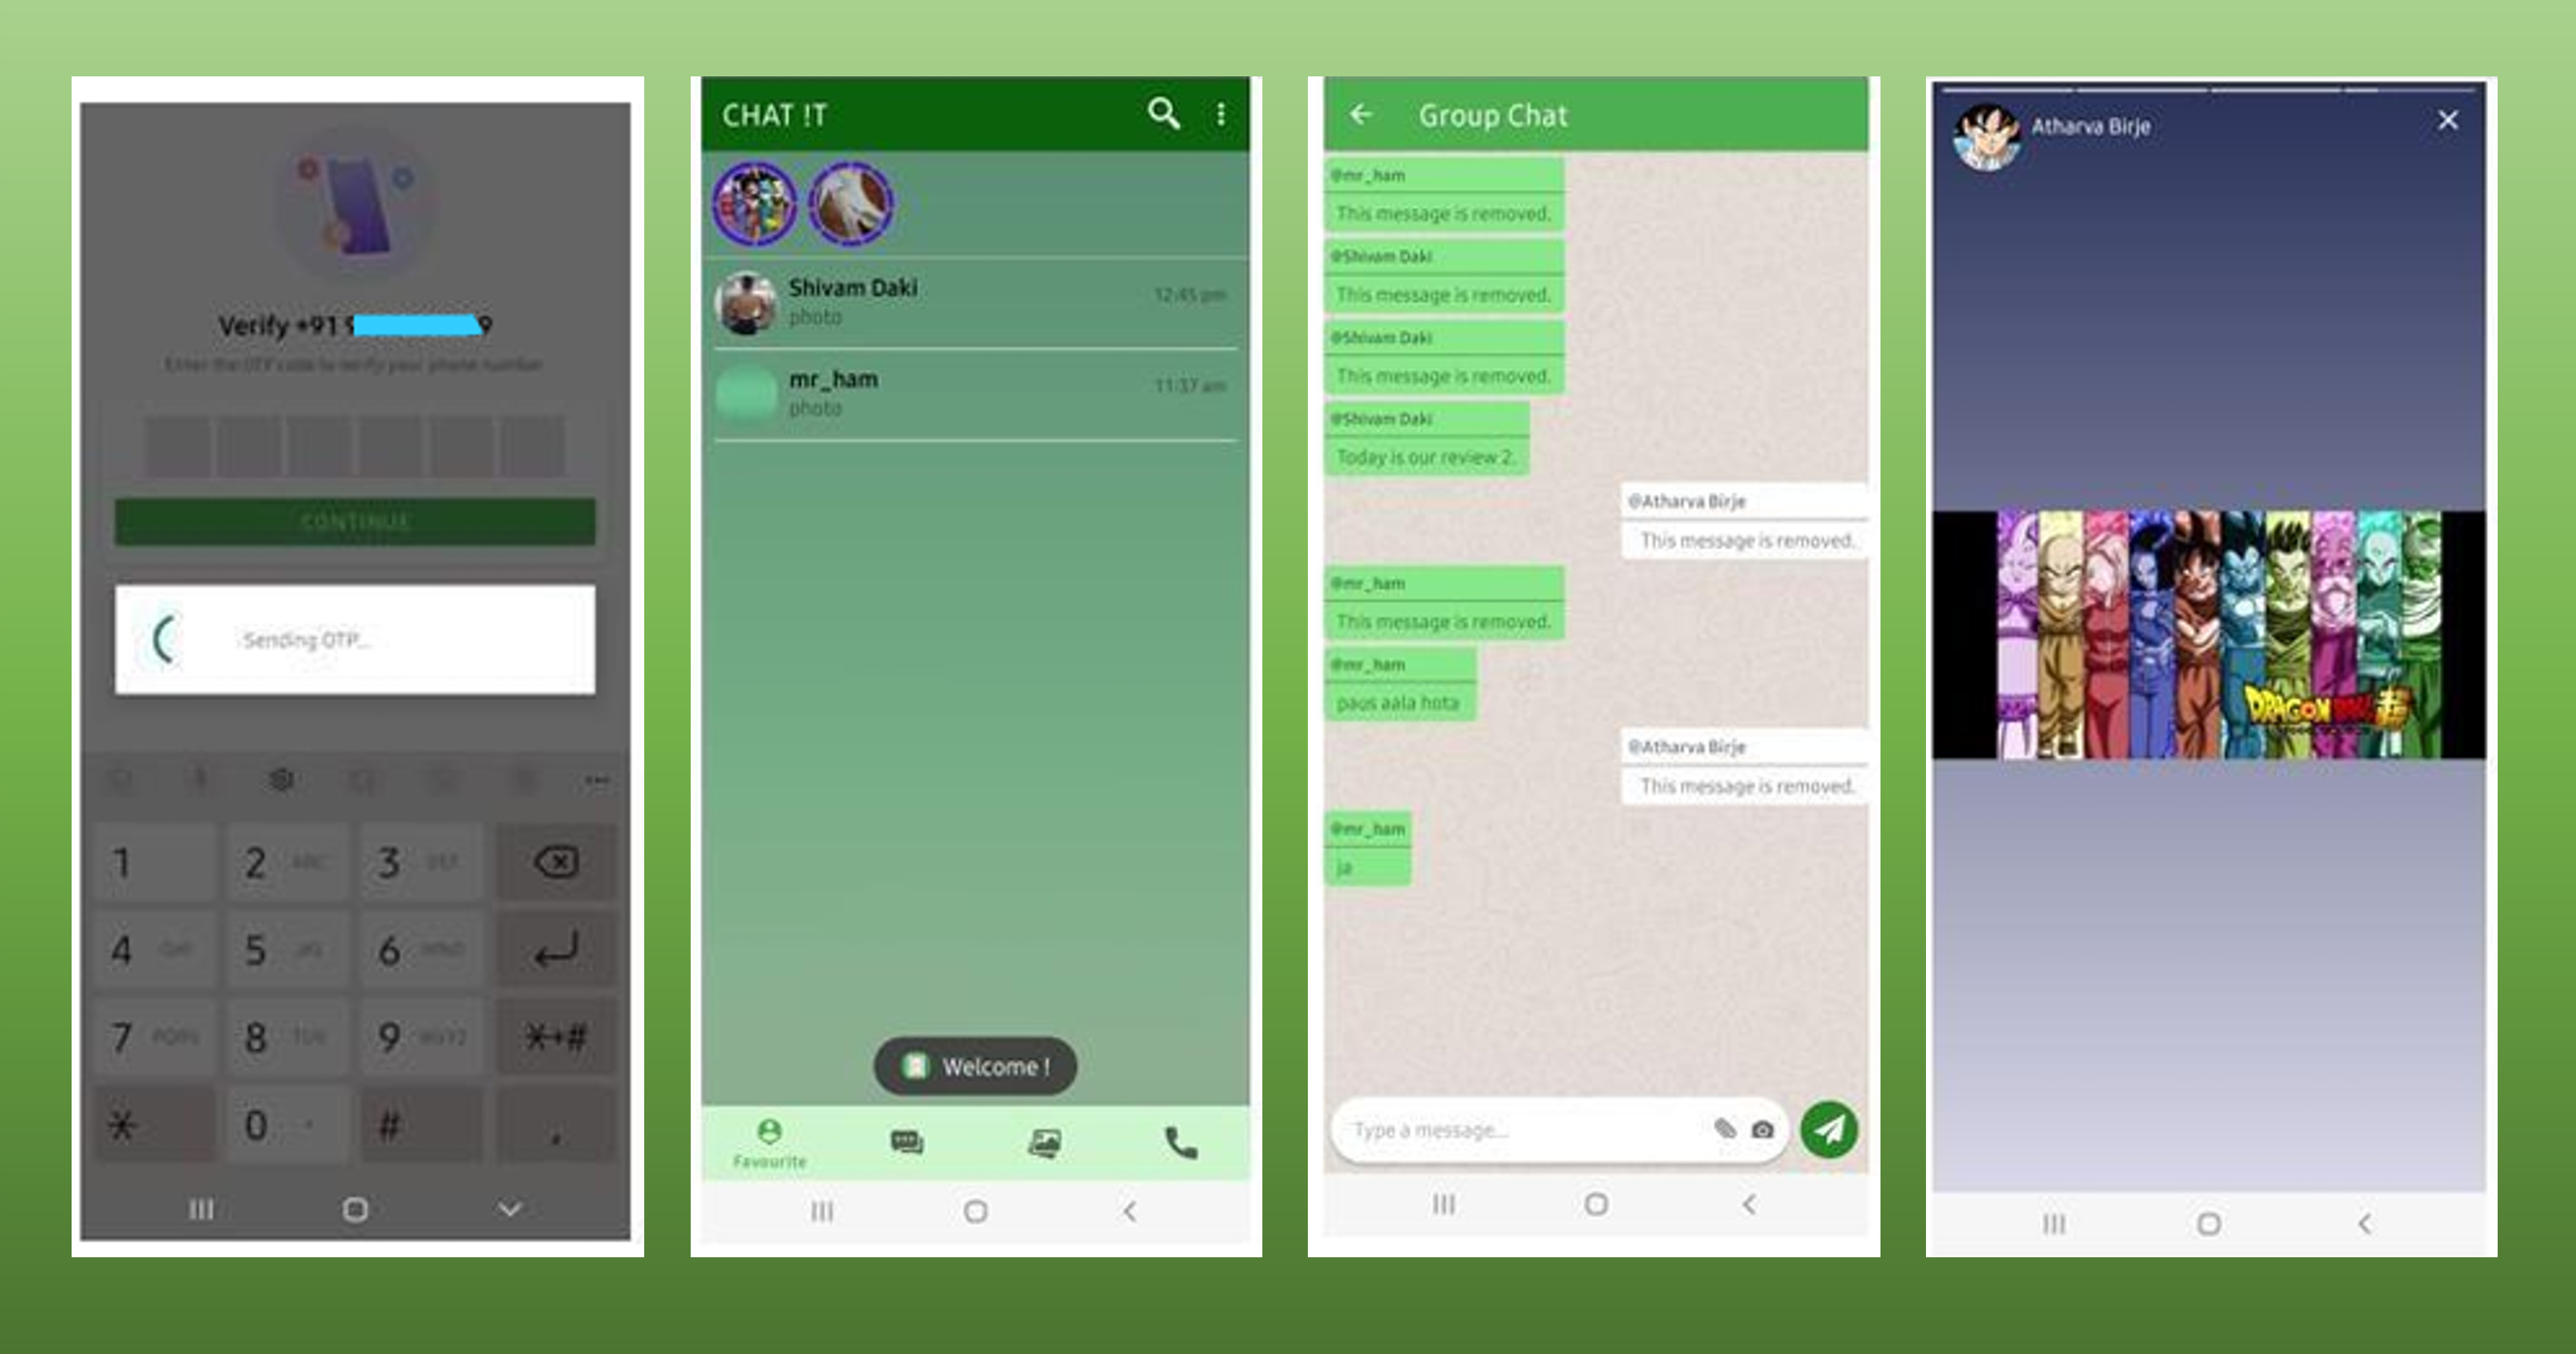 Verify +91 9 9
Enter the OTP code to verify your phone number
CONTINUE
Sending OTP...
1
2 ABC
3 DEF
4 GHI
5 JKL
6 MNO
7 PQRS
8 TUV
9 WXYZ
*+#
*
0
#
,
CHAT !T
Shivam Daki
12:45 pm
photo
mr_ham
11:37 am
photo
Welcome !
Favourite
Group Chat
@mr_ham
This message is removed.
@Shivam Daki
This message is removed.
@Shivam Daki
This message is removed.
@Shivam Daki
Today is our review 2.
@Atharva Birje
This message is removed.
@mr_ham
This message is removed.
@mr_ham
paus aala hota
@Atharva Birje
This message is removed.
@mr_ham
ja
Type a message...
Atharva Birje
DRAGON BALL 超